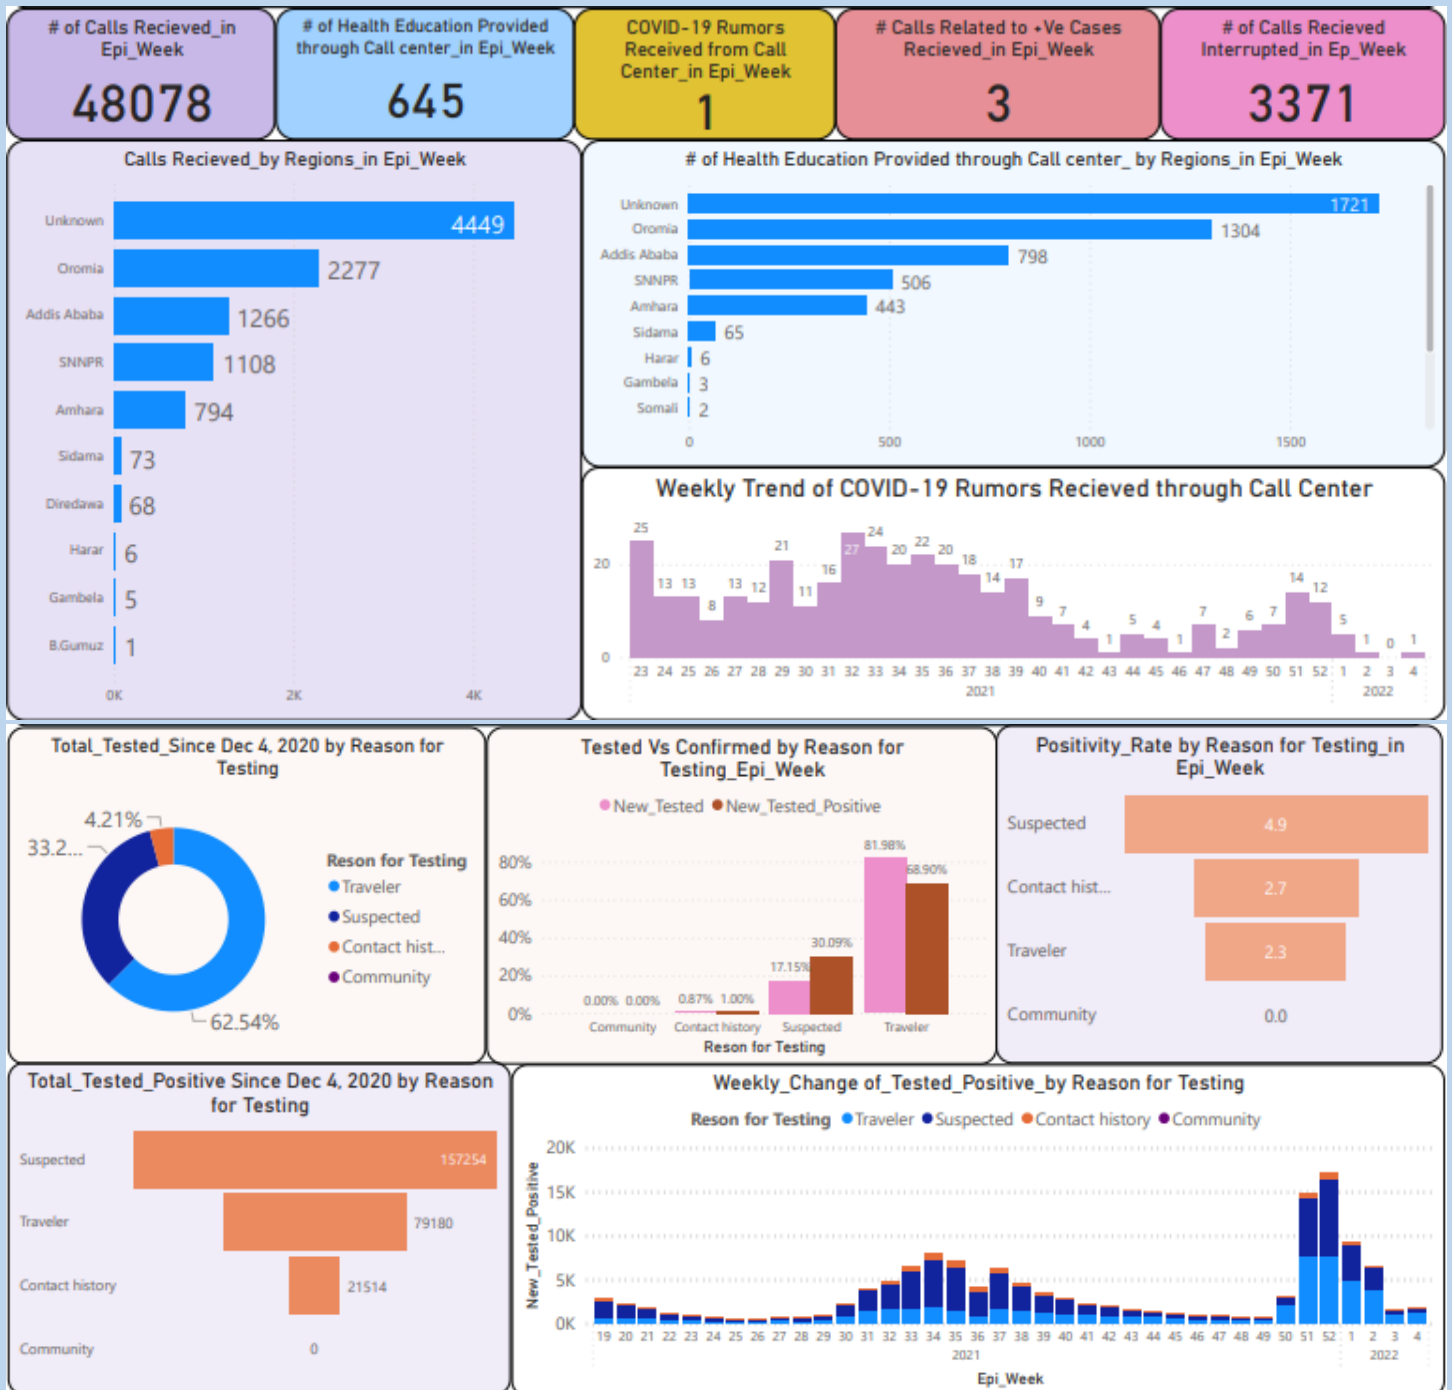 # of Calls Recieved_in
Epi_Week
48078
# of Health Education Provided
through Call center_in Epi_Week
645
COVID-19 Rumors
Received from Call
Center_in Epi_Week
1
# Calls Related to +Ve Cases
Recieved_in Epi_Week
3
# of Calls Recieved
Interrupted_in Ep_Week
3371
Calls Recieved_by Regions_in Epi_Week
Unknown 4449
Oromia 2277
Addis Ababa 1266
SNNPR 1108
Amhara 794
Sidama 73
Diredawa 68
Harar 6
Gambela 5
B.Gumuz 1
0K 2K 4K
# of Health Education Provided through Call center_ by Regions_in Epi_Week
Unknown 1721
Oromia 1304
Addis Ababa 798
SNNPR 506
Amhara 443
Sidama 65
Harar 6
Gambela 3
Somali 2
0 500 1000 1500
Weekly Trend of COVID-19 Rumors Recieved through Call Center
20
0
25 13 13 8 13 12 21 11 16 27 24 20 22 20 18 14 17 9 7 4 1 5 4 1 7 2 6 7 14 12 5 1 0 1
23 24 25 26 27 28 29 30 31 32 33 34 35 36 37 38 39 40 41 42 43 44 45 46 47 48 49 50 51 52 1 2 3 4
2021 2022
Total_Tested_Since Dec 4, 2020 by Reason for
Testing
4.21%
33.2...
62.54%
Reson for Testing
Traveler
Suspected
Contact hist...
Community
Tested Vs Confirmed by Reason for
Testing_Epi_Week
New_Tested New_Tested_Positive
80%
60%
40%
20%
0%
0.00% 0.00% 0.87% 1.00% 17.15% 30.09% 81.98% 68.90%
Community Contact history Suspected Traveler
Reson for Testing
Positivity_Rate by Reason for Testing_in
Epi_Week
Suspected 4.9
Contact hist... 2.7
Traveler 2.3
Community 0.0
Total_Tested_Positive Since Dec 4, 2020 by Reason
for Testing
Suspected 157254
Traveler 79180
Contact history 21514
Community 0
Weekly_Change of_Tested_Positive_by Reason for Testing
Reson for Testing Traveler Suspected Contact history Community
New_Tested_Positive
20K
15K
10K
5K
0K
19 20 21 22 23 24 25 26 27 28 29 30 31 32 33 34 35 36 37 38 39 40 41 42 43 44 45 46 47 48 49 50 51 52 1 2 3 4
2021 2022
Epi_Week